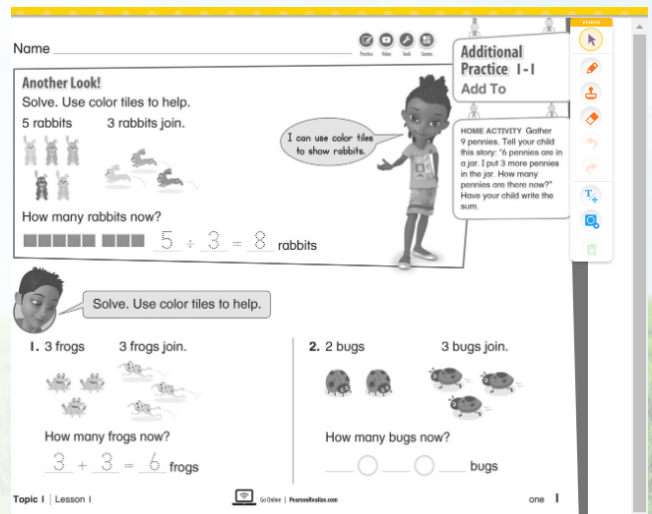 Name
Practice Video Tools Games
Additional
Practice 1-1
Add To
Another Look!
Solve. Use color tiles to help.
5 rabbits 3 rabbits join.
I can use color tiles
to show rabbits.
HOME ACTIVITY Gather
9 pennies. Tell your child
this story: "6 pennies are in
a jar. I put 3 more pennies
in the jar. How many
pennies are there now?"
Have your child write the
sum.
How many rabbits now?
5 + 3 = 8 rabbits
Solve. Use color tiles to help.
1. 3 frogs 3 frogs join.
How many frogs now?
3 + 3 = 6 frogs
2. 2 bugs 3 bugs join.
How many bugs now?
bugs
Topic 1 | Lesson 1
Go Online | PearsonRealize.com
one 1
T